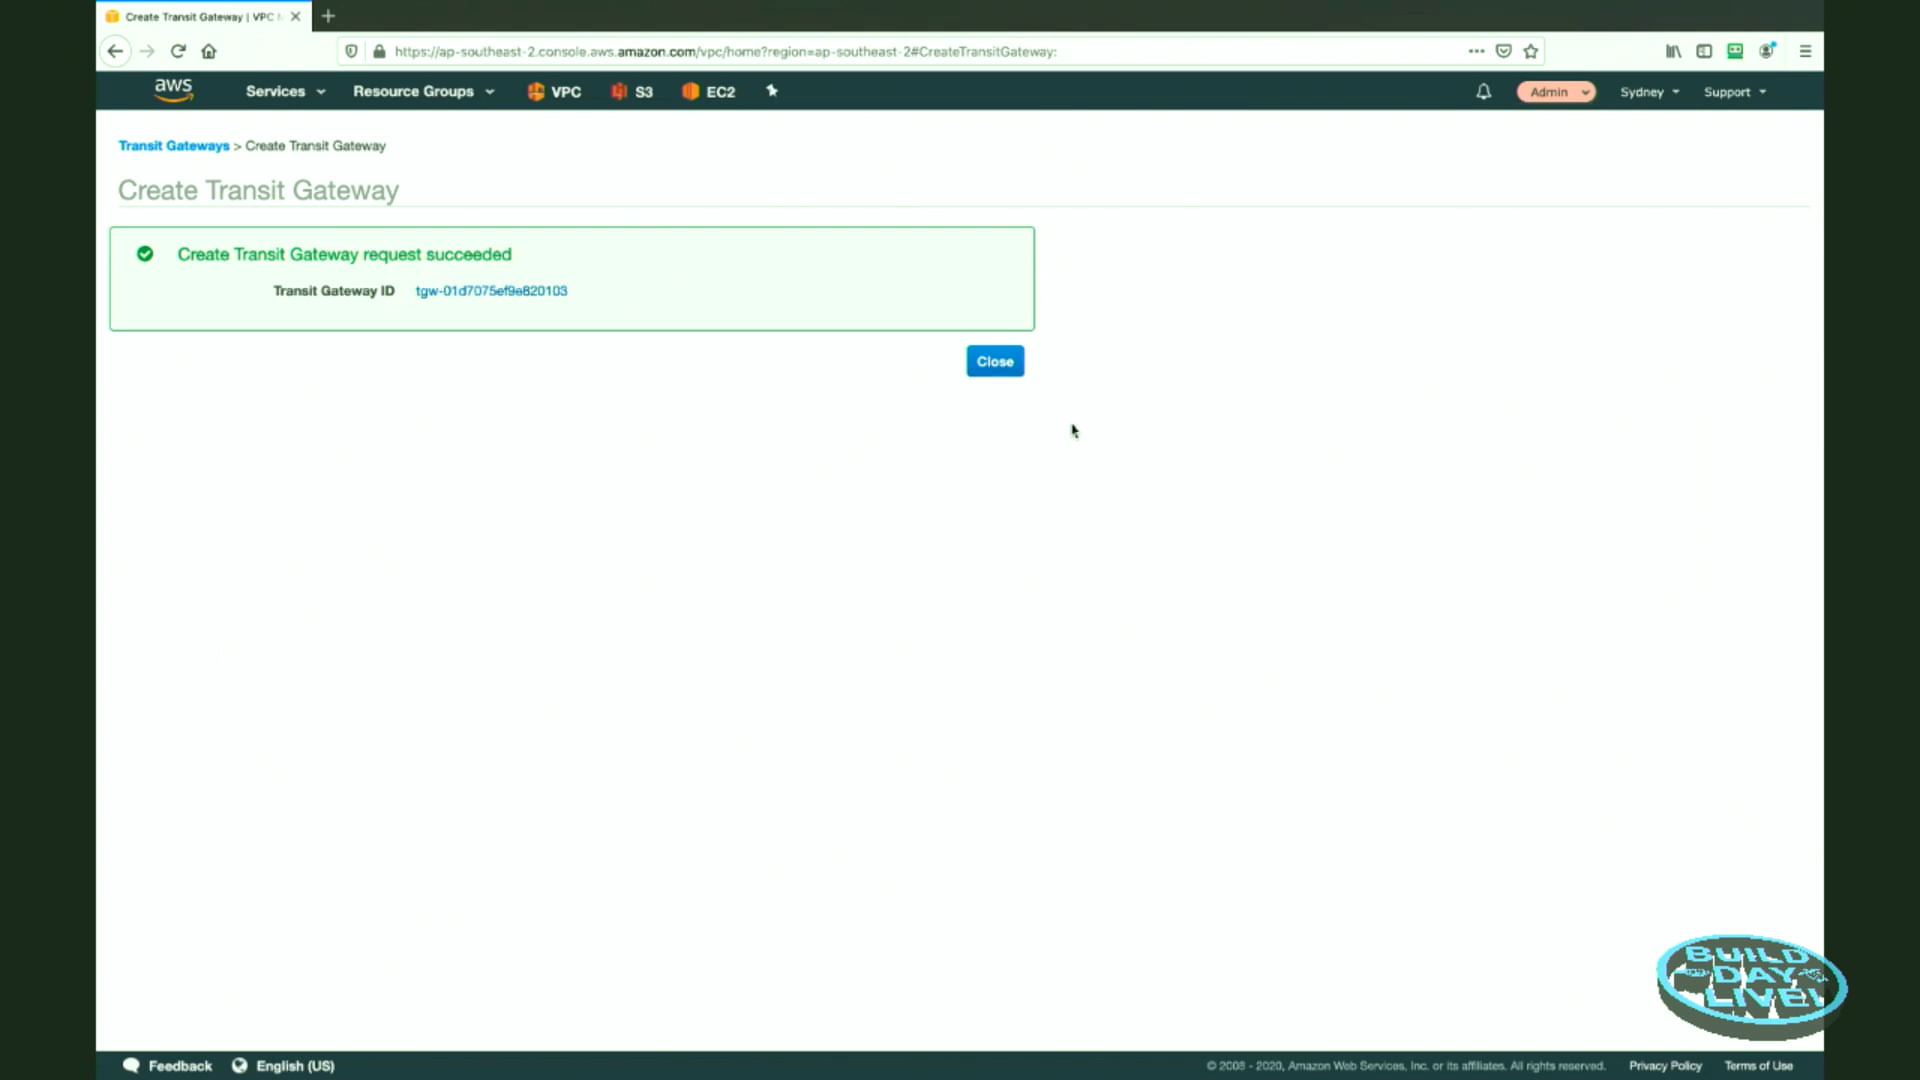 Create Transit Gateway | VPC
https://ap-southeast-2.console.aws.amazon.com/vpc/home?region=ap-southeast-2#CreateTransitGateway:
aws
Services
Resource Groups
VPC
S3
EC2
Admin
Sydney
Support
Transit Gateways > Create Transit Gateway
Create Transit Gateway
Create Transit Gateway request succeeded
Transit Gateway ID tgw-01d7075ef9e820103
Close
BUILD
DAY
LIVE!
Feedback
English (US)
© 2008 - 2020, Amazon Web Services, Inc. or its affiliates. All rights reserved.
Privacy Policy
Terms of Use